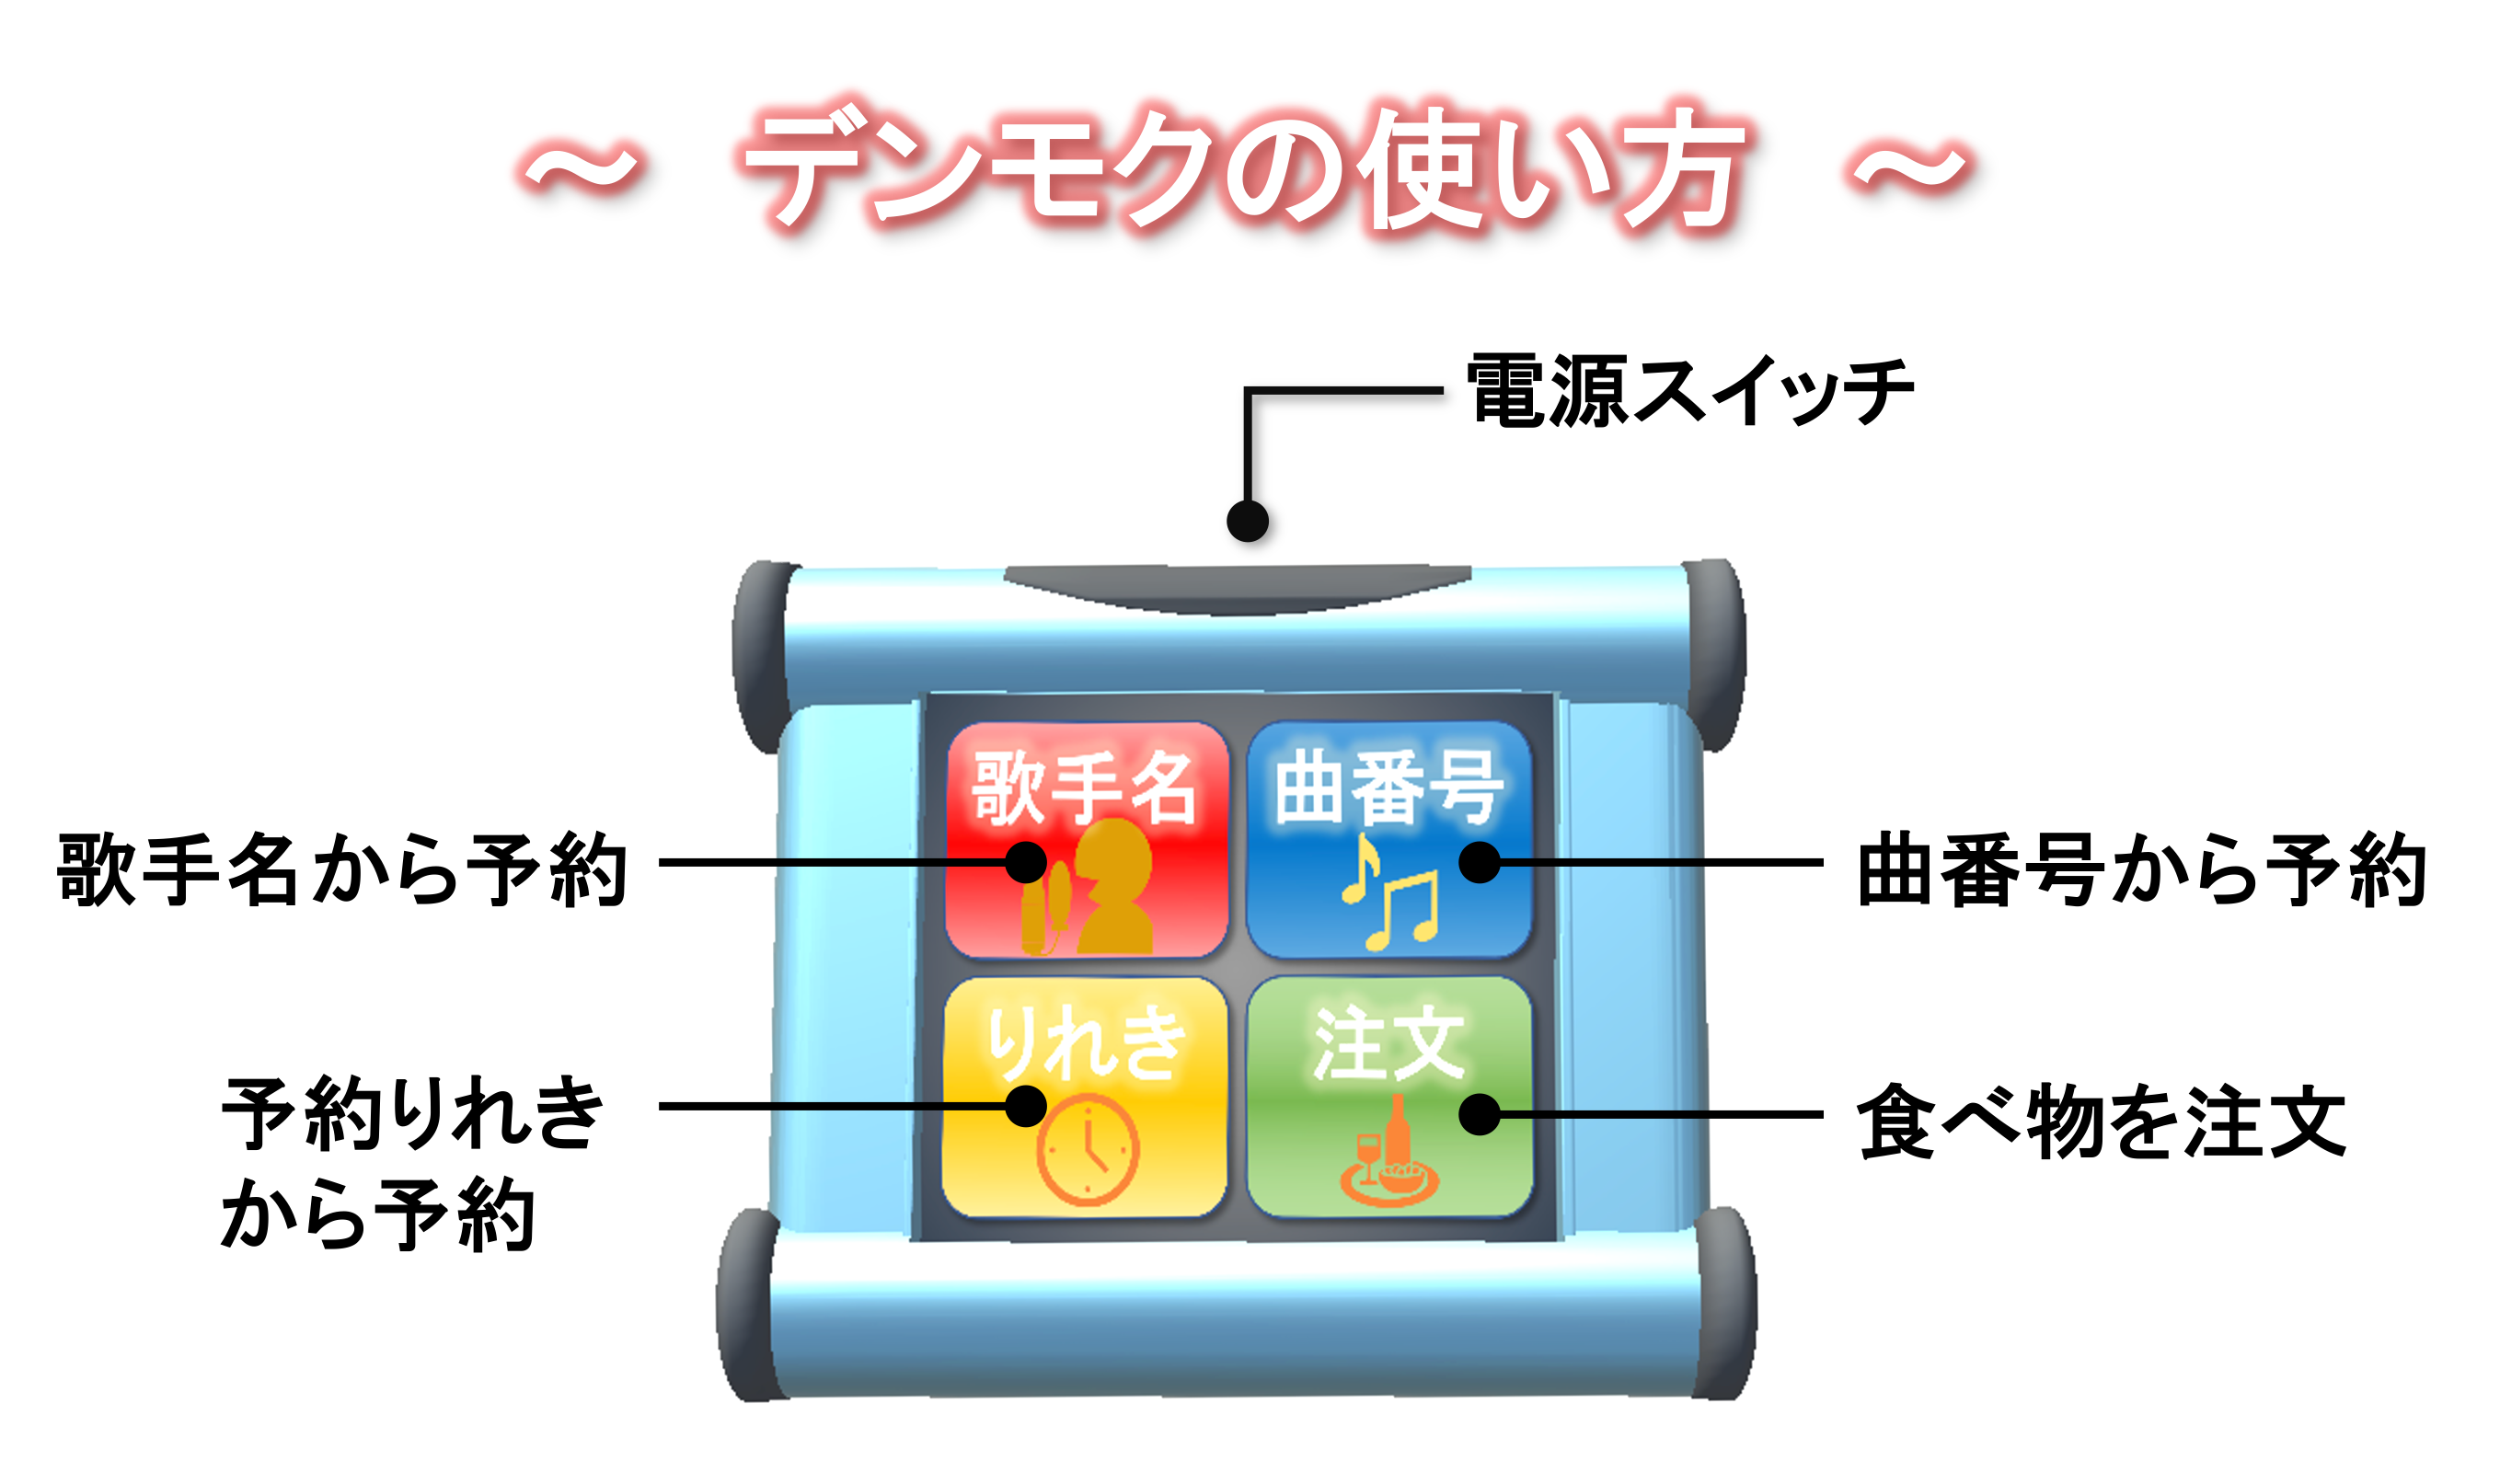 ～ デンモクの使い方 ～
電源スイッチ
歌手名
曲番号
歌手名から予約
曲番号から予約
りれき
注文
予約りれき
から予約
食べ物を注文